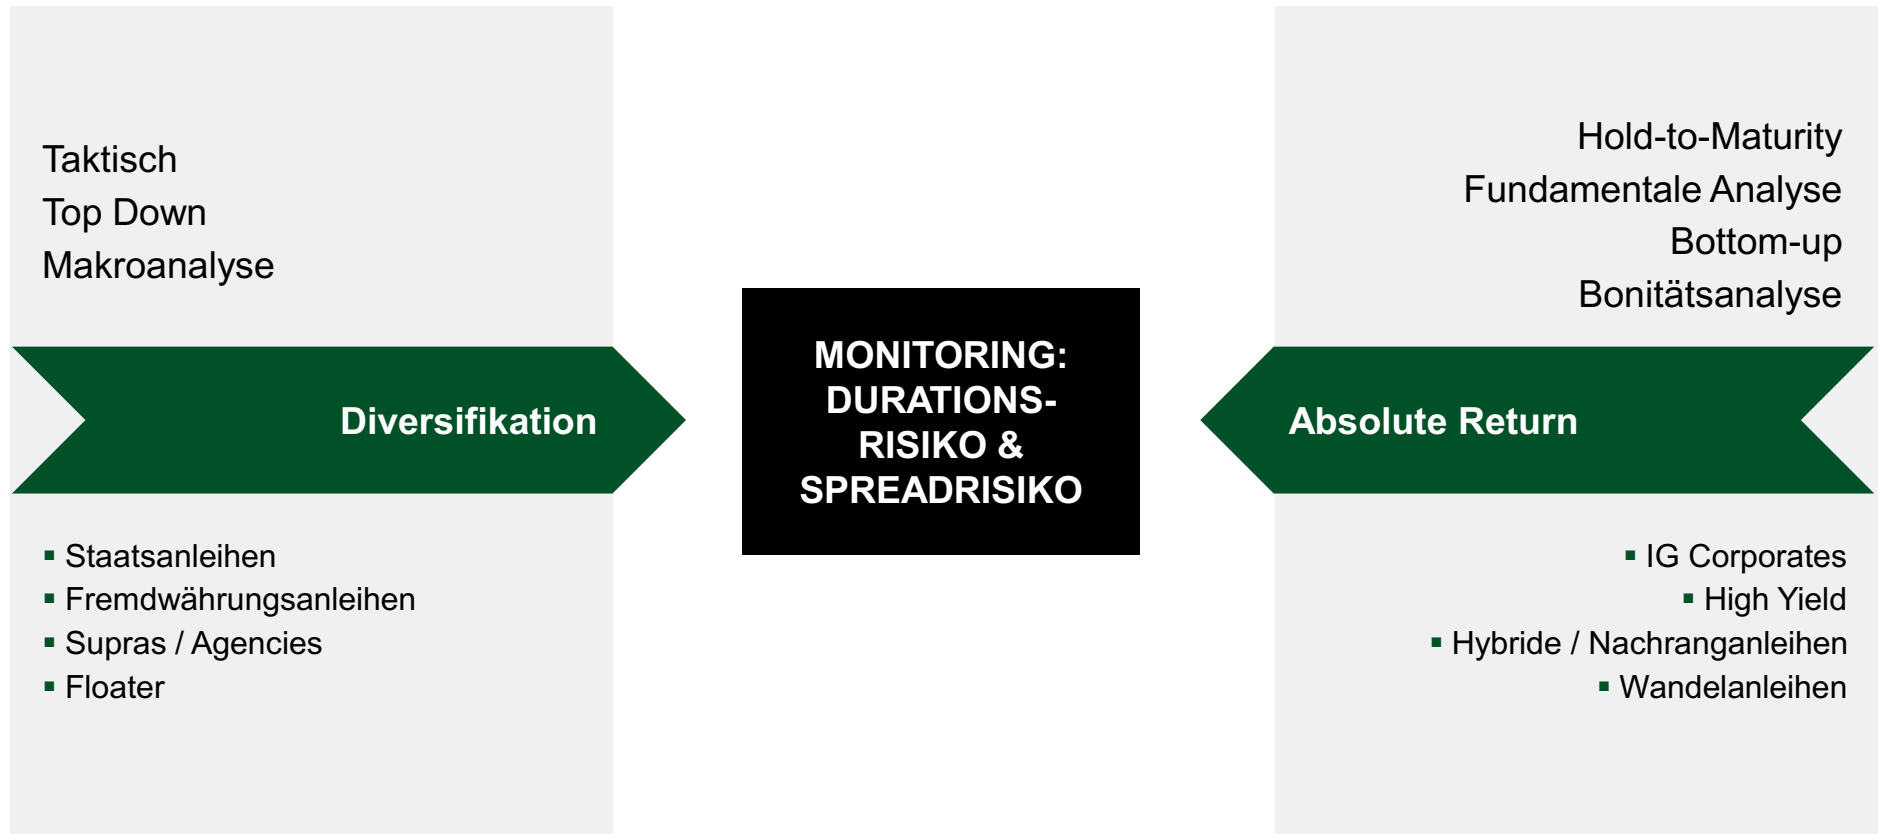 Taktisch
Top Down
Makroanalyse
Diversifikation
▪ Staatsanleihen
▪ Fremdwährungsanleihen
▪ Supras / Agencies
▪ Floater
MONITORING:
DURATIONS-
RISIKO &
SPREADRISIKO
Hold-to-Maturity
Fundamentale Analyse
Bottom-up
Bonitätsanalyse
Absolute Return
▪ IG Corporates
▪ High Yield
▪ Hybride / Nachranganleihen
▪ Wandelanleihen